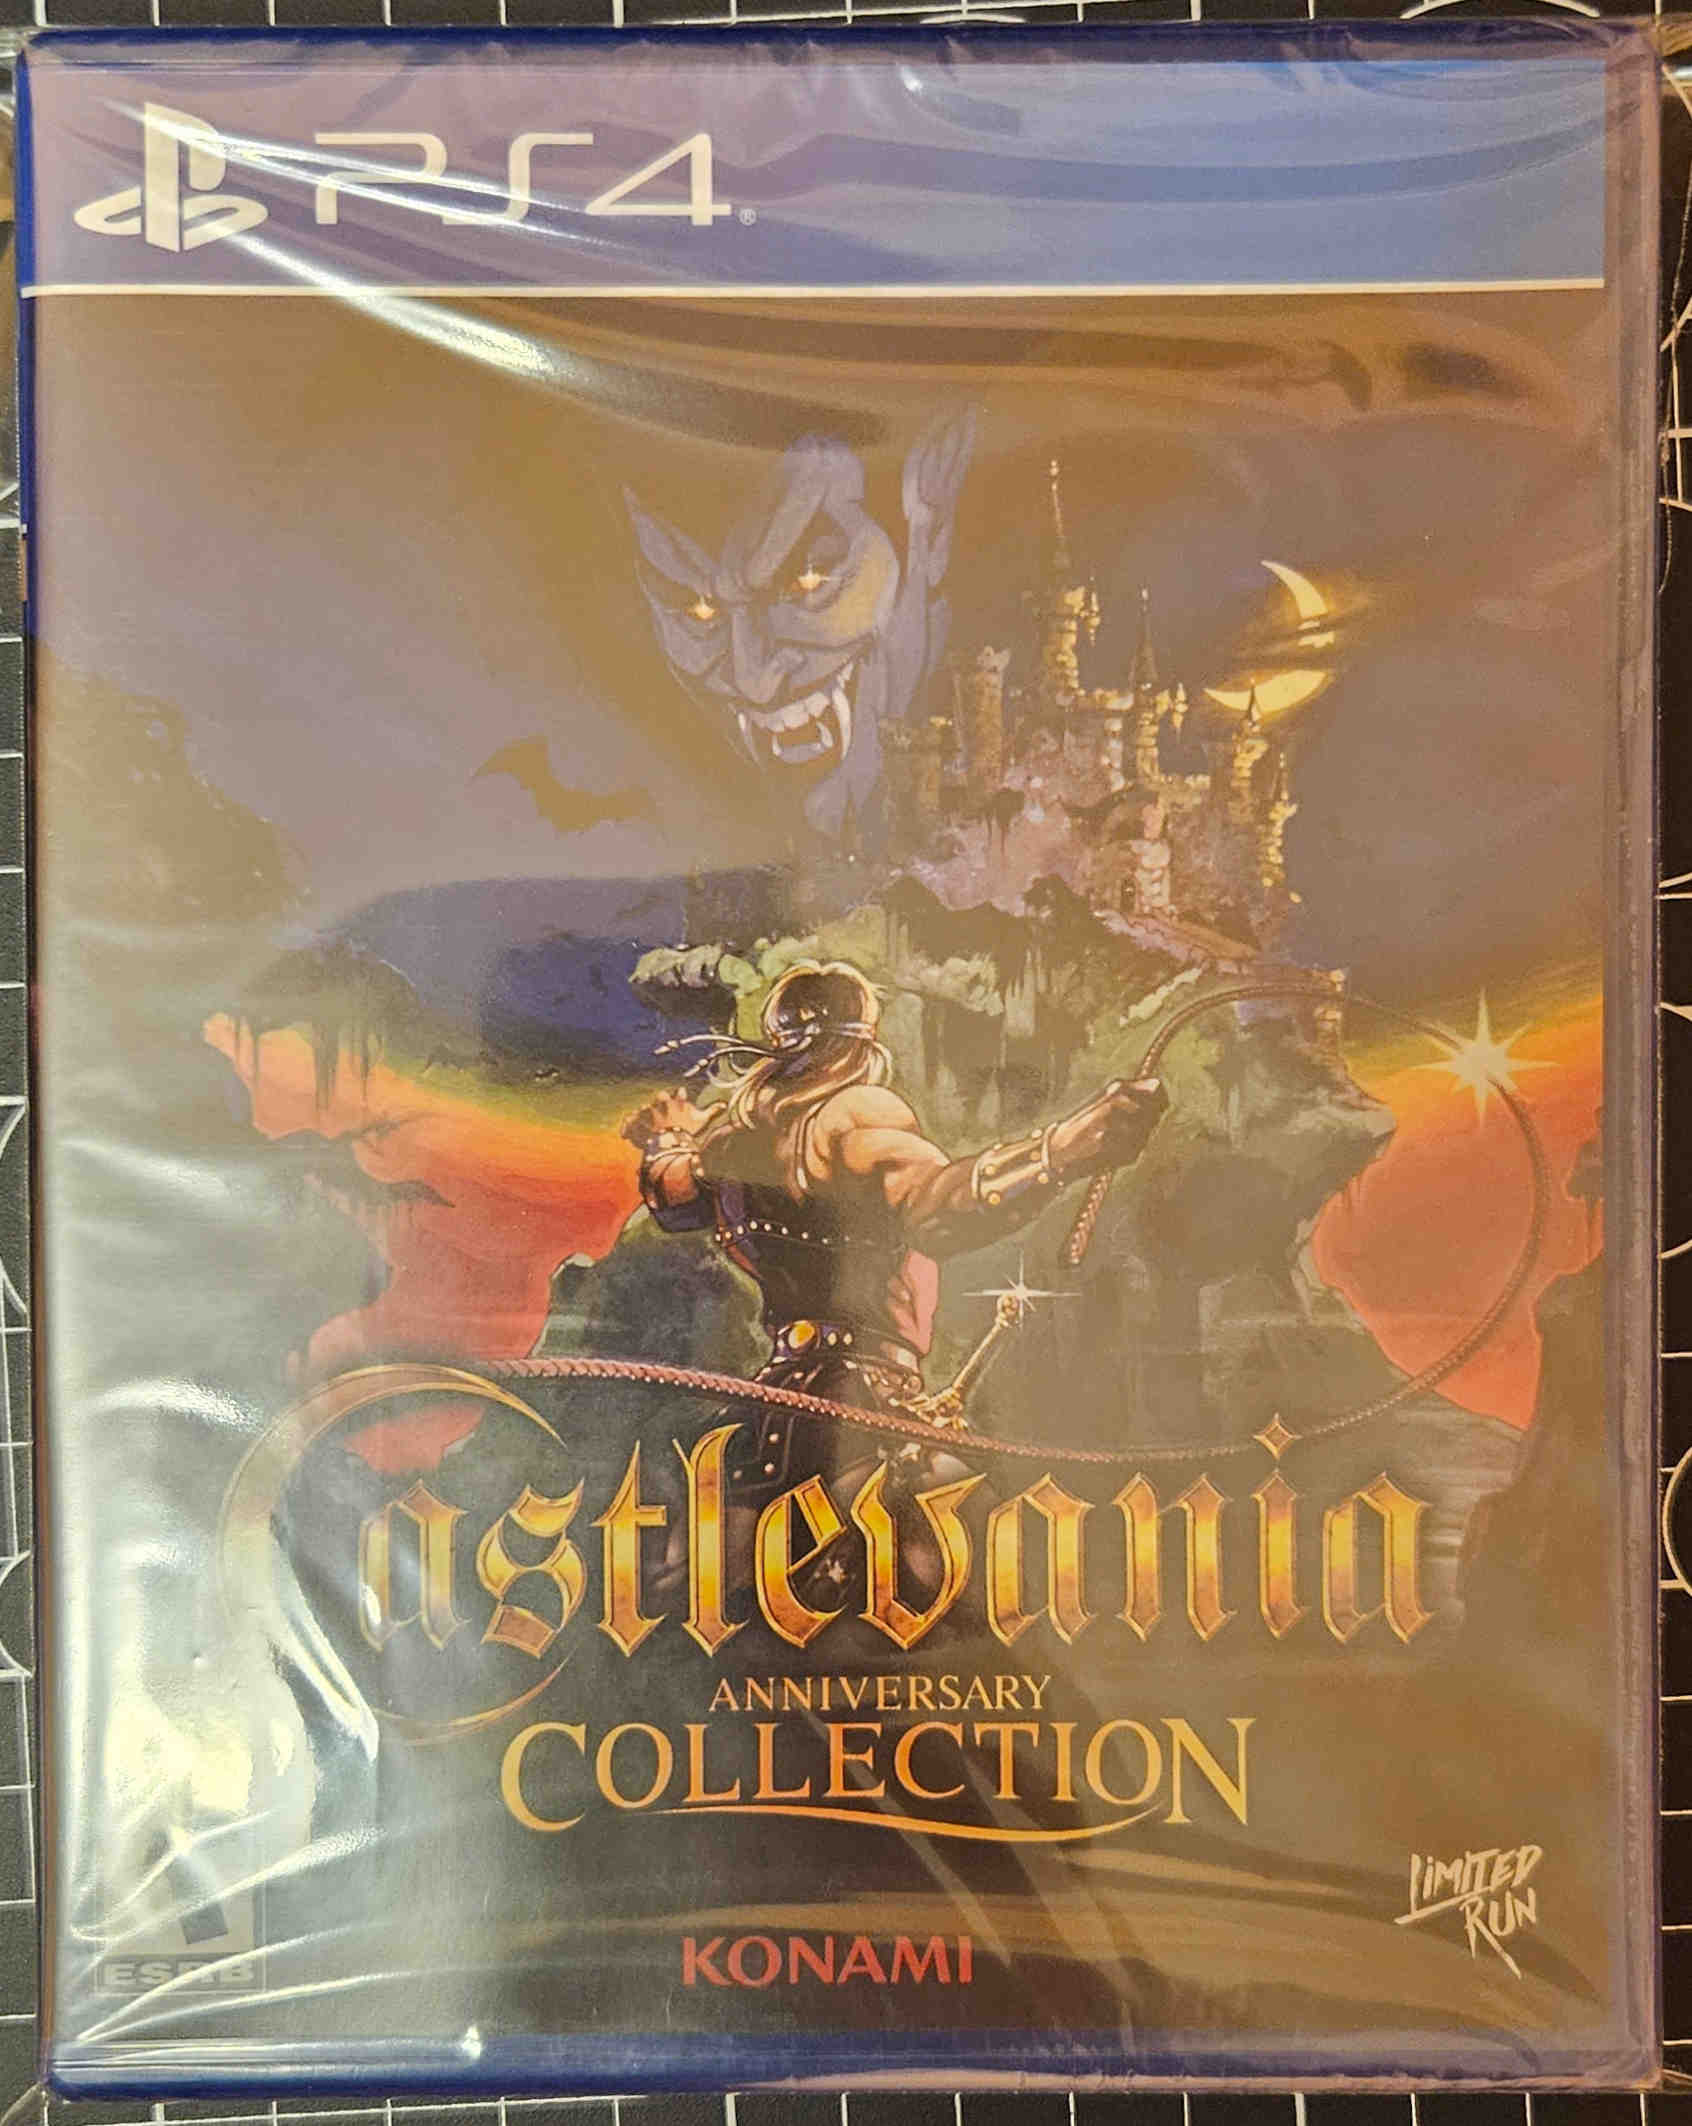 PS4®
Castlevania
ANNIVERSARY
COLLECTION
LIMITED
RUN
ESRB
KONAMI